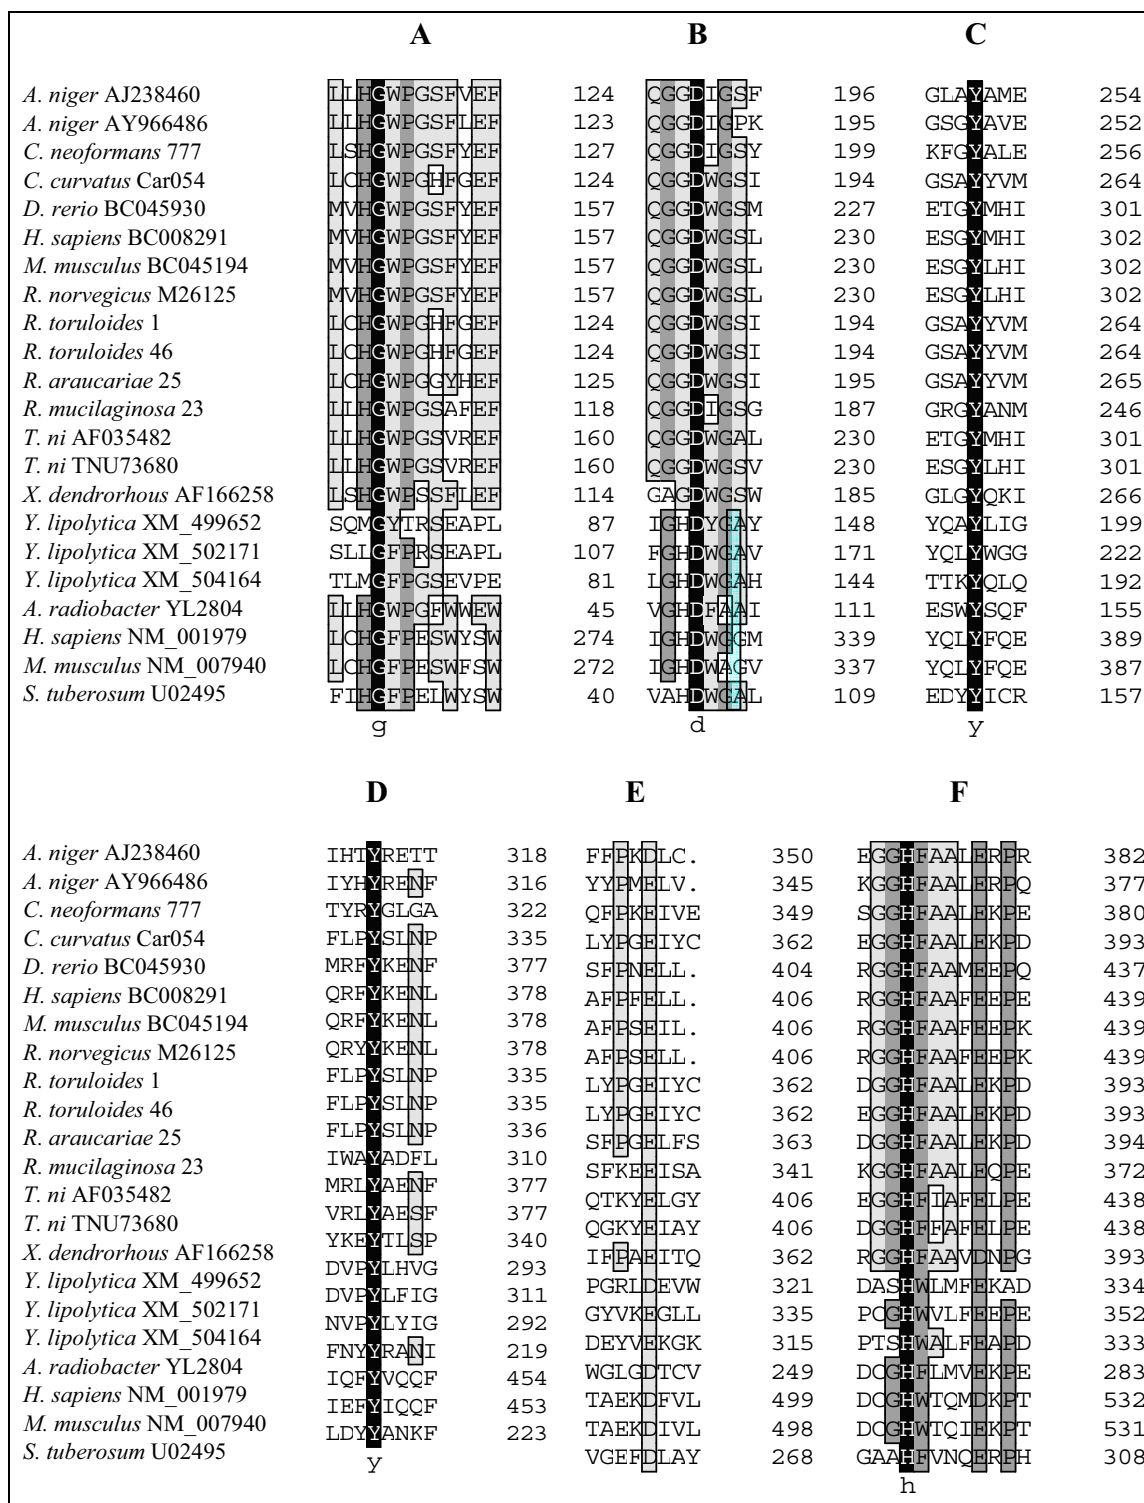 A B C
A. niger AJ238460 LLHGWPGSFVEF 124 QGGDIGSF 196 GLAYAME 254
A. niger AY966486 LLHGWPGSFLEF 123 QGGDIGPK 195 GSGYAVE 252
C. neoformans 777 LSHGWPGSFYEF 127 QGGDIGSY 199 KFGYALE 256
C. curvatus Car054 LCHGWPGHFGEF 124 QGGDWGSI 194 GSAYYVM 264
D. rerio BC045930 MVHGWPGSFYEF 157 QGGDWGSM 227 ETGYMHI 301
H. sapiens BC008291 MVHGWPGSFYEF 157 QGGDWGSL 230 ESGYMHI 302
M. musculus BC045194 MVHGWPGSFYEF 157 QGGDWGSL 230 ESGYLHI 302
R. norvegicus M26125 MVHGWPGSFYEF 157 QGGDWGSL 230 ESGYLHI 302
R. toruloides 1 LCHGWPGHFGEF 124 QGGDWGSI 194 GSAYYVM 264
R. toruloides 46 LCHGWPGHFGEF 124 QGGDWGSI 194 GSAYYVM 264
R. araucariae 25 LCHGWPGGYHEF 125 QGGDWGSI 195 GSAYYVM 265
R. mucilaginosa 23 LLHGWPGSAFEF 118 QGGDIGSG 187 GRGYANM 246
T. ni AF035482 LLHGWPGSVREF 160 QGGDWGAL 230 ETGYMHI 301
T. ni TNU73680 LLHGWPGSVREF 160 QGGDWGSV 230 ESGYLHI 301
X. dendrorhous AF166258 LSHGWPSSFLEF 114 GAGDWGSW 185 GLGYQKI 266
Y. lipolytica XM_499652 SQMGYTRSEAPL 87 IGHDYGAY 148 YQAYLIG 199
Y. lipolytica XM_502171 SLLGFPRSEAPL 107 FGHDWGAV 171 YQLYWGG 222
Y. lipolytica XM_504164 TLMGFPGSEVPE 81 LGHDWGAH 144 TTKYQLQ 192
A. radiobacter YL2804 LLHGWPGFWWEW 45 VGHDFAAI 111 ESWYSQF 155
H. sapiens NM_001979 LCHGFPESWYSW 274 IGHDWGGM 339 YQLYFQE 389
M. musculus NM_007940 LCHGFPESWFSW 272 IGHDWAGV 337 YQLYFQE 387
S. tuberosum U02495 FIHGFPELWYSW 40 VAHDWGAL 109 EDYYICR 157
g d y
D E F
A. niger AJ238460 IHTYRETT 318 FFPKDLC. 350 EGGHFAALERPR 382
A. niger AY966486 IYHYRENF 316 YYPMELV. 345 KGGHFAALERPQ 377
C. neoformans 777 TYRYGLGA 322 QFPKEIVE 349 SGGHFAALEKPE 380
C. curvatus Car054 FLPYSLNP 335 LYPGEIYC 362 EGGHFAALEKPD 393
D. rerio BC045930 MRFYKENF 377 SFPNELL. 404 RGGHFAAMEEPQ 437
H. sapiens BC008291 QRFYKENL 378 AFPFELL. 406 RGGHFAAFEEPE 439
M. musculus BC045194 QRFYKENL 378 AFPSEIL. 406 RGGHFAAFEEPK 439
R. norvegicus M26125 QRYYKENL 378 AFPSELL. 406 RGGHFAAFEEPK 439
R. toruloides 1 FLPYSLNP 335 LYPGEIYC 362 DGGHFAALEKPD 393
R. toruloides 46 FLPYSLNP 335 LYPGEIYC 362 EGGHFAALEKPD 393
R. araucariae 25 FLPYSLNP 336 SFPGELFS 363 DGGHFAALEKPD 394
R. mucilaginosa 23 IWAYADFL 310 SFKEEISA 341 KGGHFAALEQPE 372
T. ni AF035482 MRLYAENF 377 QTKYELGY 406 EGGHFIAFELPE 438
T. ni TNU73680 VRLYAESF 377 QGKYEIAY 406 DGGHFFAFELPE 438
X. dendrorhous AF166258 YKEYTLSP 340 IFPAEITQ 362 RGGHFAAVDNPG 393
Y. lipolytica XM_499652 DVPYLHVG 293 PGRLDEVW 321 DASHWLMFEKAD 334
Y. lipolytica XM_502171 DVPYLFIG 311 GYVKEGLL 335 PCGHWVLFEEPE 352
Y. lipolytica XM_504164 NVPYLYIG 292 DEYVEKGK 315 PTSHWALFEAPD 333
A. radiobacter YL2804 FNYYRANI 219 WGLGDTCV 249 DCGHFLMVEKPE 283
H. sapiens NM_001979 IQFYVQQF 454 TAEKDFVL 499 DCGHWTQMDKPT 532
M. musculus NM_007940 IEFYIQQF 453 TAEKDIVL 498 DCGHWTQIEKPT 531
S. tuberosum U02495 LDYYANKF 223 VGEFDLAY 268 GAAHFVNQERPH 308
y h